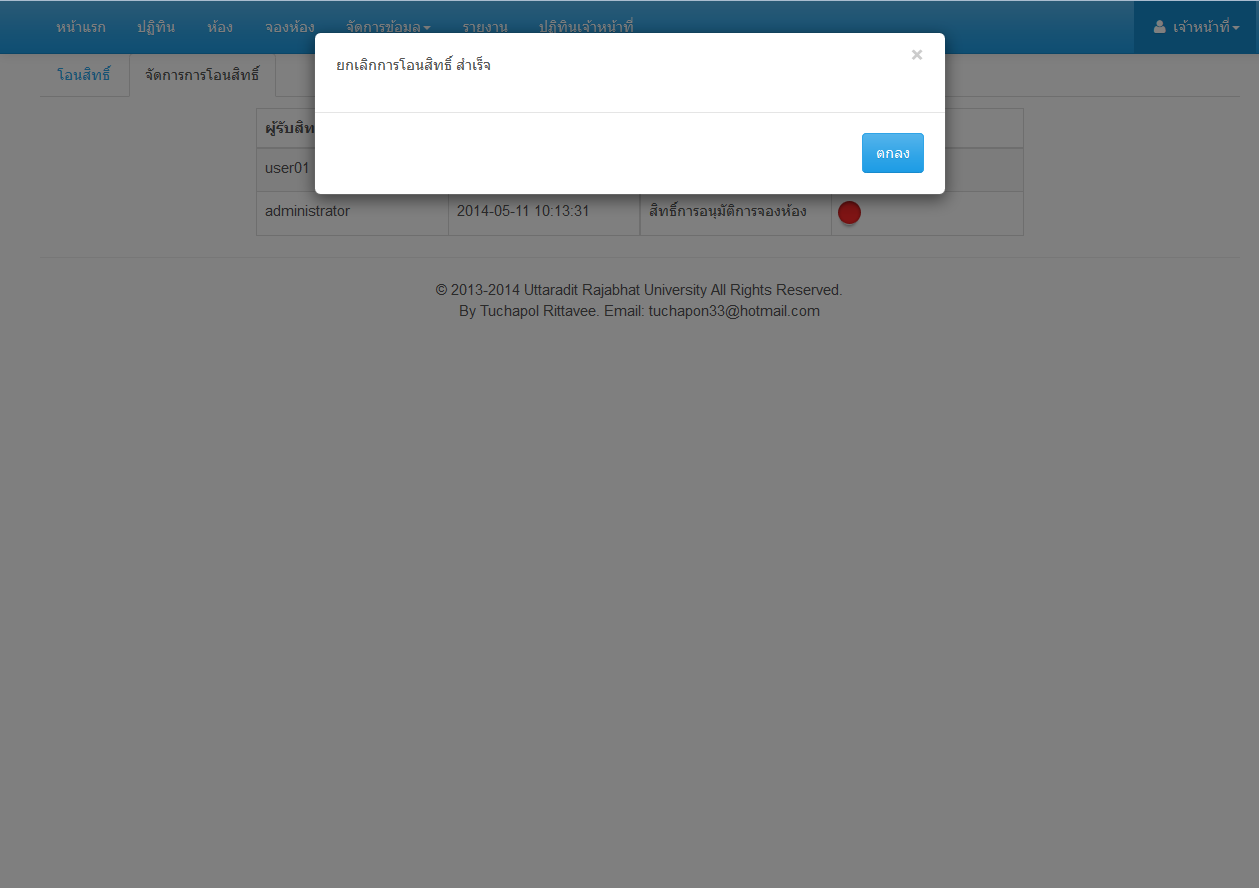 หน้าแรก ปฏิทิน ห้อง จองห้อง จัดการข้อมูล รายงาน ปฏิทินเจ้าหน้าที่ เจ้าหน้าที่
โอนสิทธิ์ จัดการการโอนสิทธิ์
ยกเลิกการโอนสิทธิ์ สำเร็จ
×
ตกลง
user01
administrator 2014-05-11 10:13:31 สิทธิ์การอนุมัติการจองห้อง
© 2013-2014 Uttaradit Rajabhat University All Rights Reserved.
By Tuchapol Rittavee. Email: tuchapon33@hotmail.com